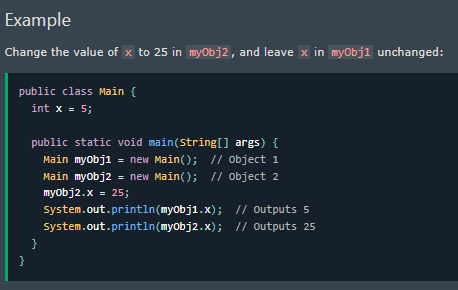 Example
Change the value of x to 25 in myObj2, and leave x in myObj1 unchanged:
public class Main {
  int x = 5;

  public static void main(String[] args) {
    Main myObj1 = new Main();  // Object 1
    Main myObj2 = new Main();  // Object 2
    myObj2.x = 25;
    System.out.println(myObj1.x);  // Outputs 5
    System.out.println(myObj2.x);  // Outputs 25
  }
}